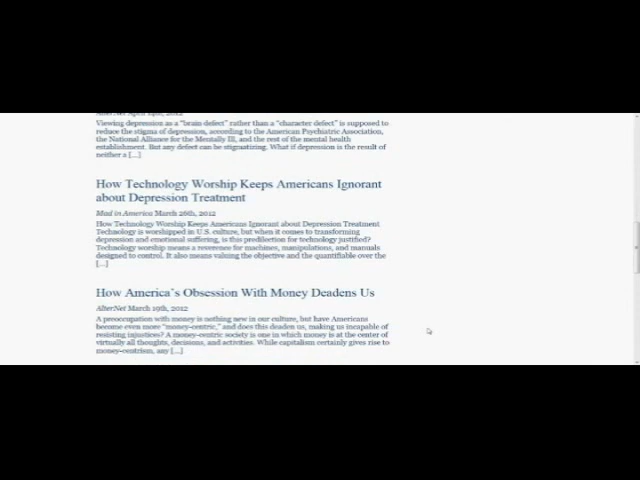 AlterNet April 19th, 2012
Viewing depression as a “brain defect” rather than a “character defect” is supposed to
reduce the stigma of depression, according to the American Psychiatric Association,
the National Alliance for the Mentally Ill, and the rest of the mental health
establishment. But any defect can be stigmatizing. What if depression is the result of
neither a [...]
How Technology Worship Keeps Americans Ignorant
about Depression Treatment
Mad in America March 26th, 2012
How Technology Worship Keeps Americans Ignorant about Depression Treatment
Technology is worshipped in U.S. culture, but when it comes to transforming
depression and emotional suffering, is this predilection for technology justified?
Technology worship means a reverence for machines, manipulations, and manuals
designed to control. It also means valuing the objective and the quantifiable over the
[...]
How America’s Obsession With Money Deadens Us
AlterNet March 19th, 2012
A preoccupation with money is nothing new in our culture, but have Americans
become even more “money-centric,” and does this deaden us, making us incapable of
resisting injustices? A money-centric society is one in which money is at the center of
virtually all thoughts, decisions, and activities. While capitalism certainly gives rise to
money-centrism, any [...]